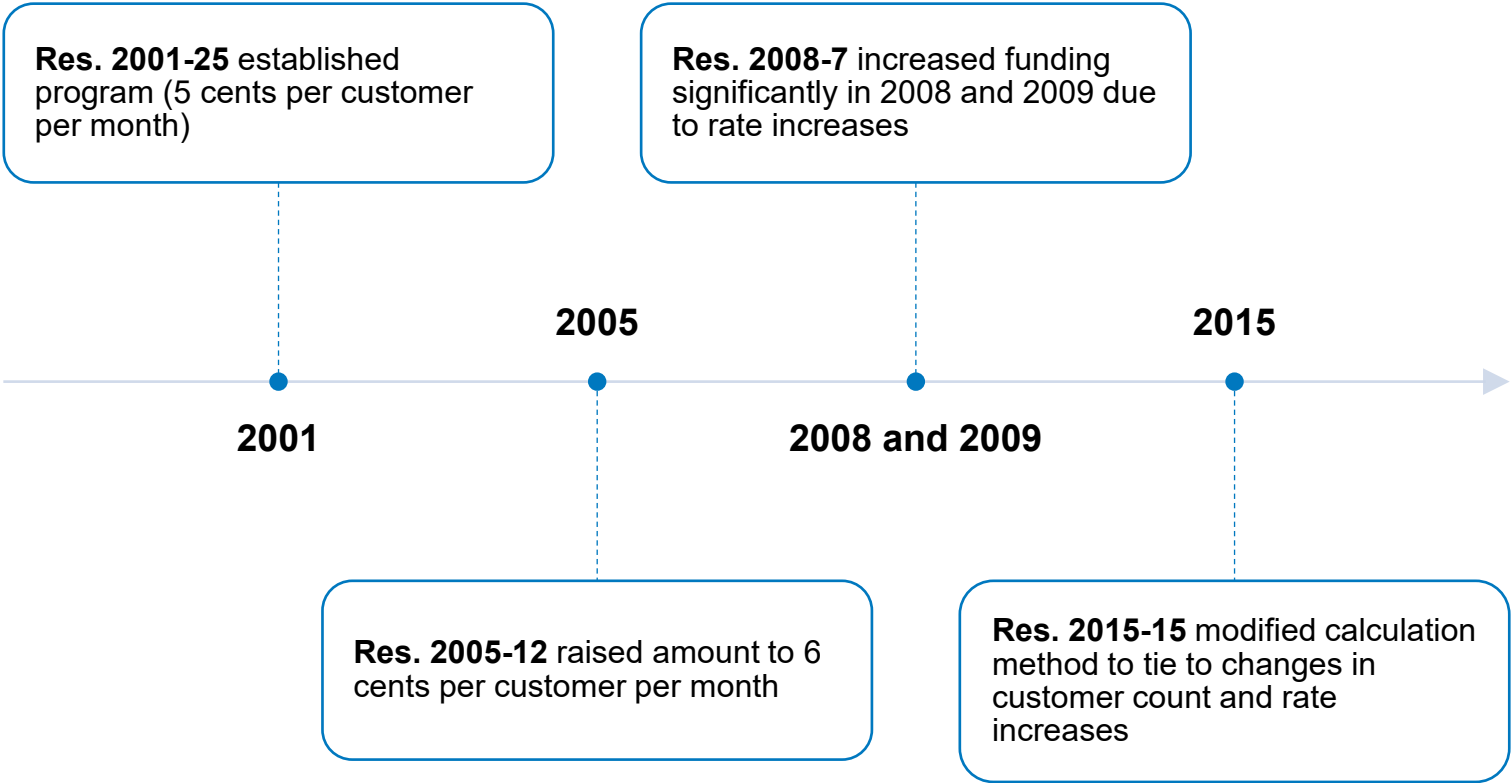 Res. 2001-25 established
program (5 cents per customer
per month)
Res. 2008-7 increased funding
significantly in 2008 and 2009 due
to rate increases
2005
2015
2001
2008 and 2009
Res. 2005-12 raised amount to 6
cents per customer per month
Res. 2015-15 modified calculation
method to tie to changes in
customer count and rate
increases